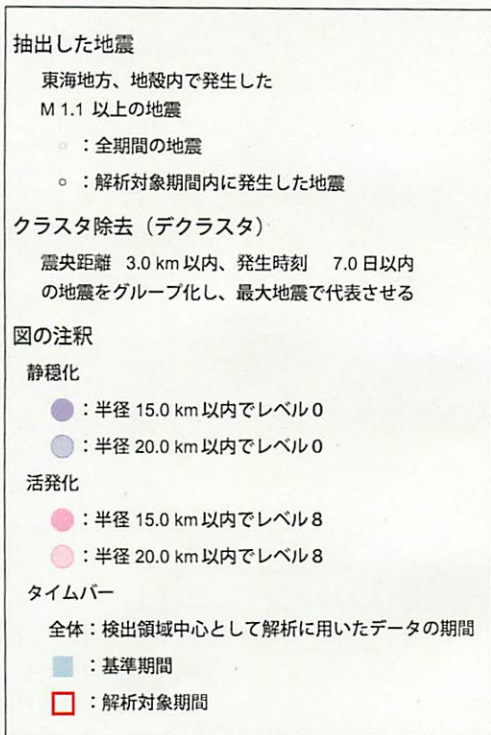 抽出した地震
東海地方、地殻内で発生した
M 1.1 以上の地震
：全期間の地震
：解析対象期間内に発生した地震
クラスタ除去（デクラスタ）
震央距離 3.0 km 以内、発生時刻 7.0 日以内
の地震をグループ化し、最大地震で代表させる
図の注釈
静穏化
：半径 15.0 km 以内でレベル 0
：半径 20.0 km 以内でレベル 0
活発化
：半径 15.0 km 以内でレベル 8
：半径 20.0 km 以内でレベル 8
タイムバー
全体：検出領域中心として解析に用いたデータの期間
：基準期間
：解析対象期間